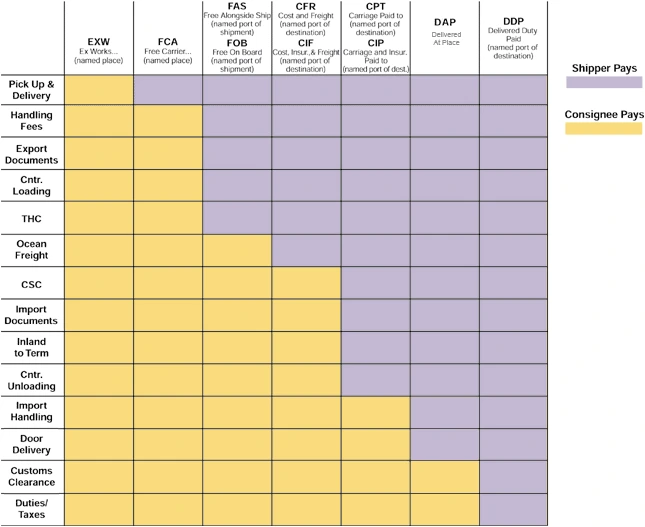 EXW
Ex Works...
(named place)
FCA
Free Carrier...
(named place)
FAS
Free Alongside Ship
(named port of
shipment)
FOB
Free On Board
(named port of
shipment)
CFR
Cost and Freight
(named port of
destination)
CIF
Cost, Insur.,& Freight
(named port of
destination)
CPT
Carriage Paid to
(named port of
destination)
CIP
Carriage and Insur.
Paid to
(named port of dest.)
DAP
Delivered
At Place
DDP
Delivered Duty
Paid
(named port of
destination)
Shipper Pays
Consignee Pays
Pick Up &
Delivery
Handling
Fees
Export
Documents
Cntr.
Loading
THC
Ocean
Freight
CSC
Import
Documents
Inland
to Term
Cntr.
Unloading
Import
Handling
Door
Delivery
Customs
Clearance
Duties/
Taxes